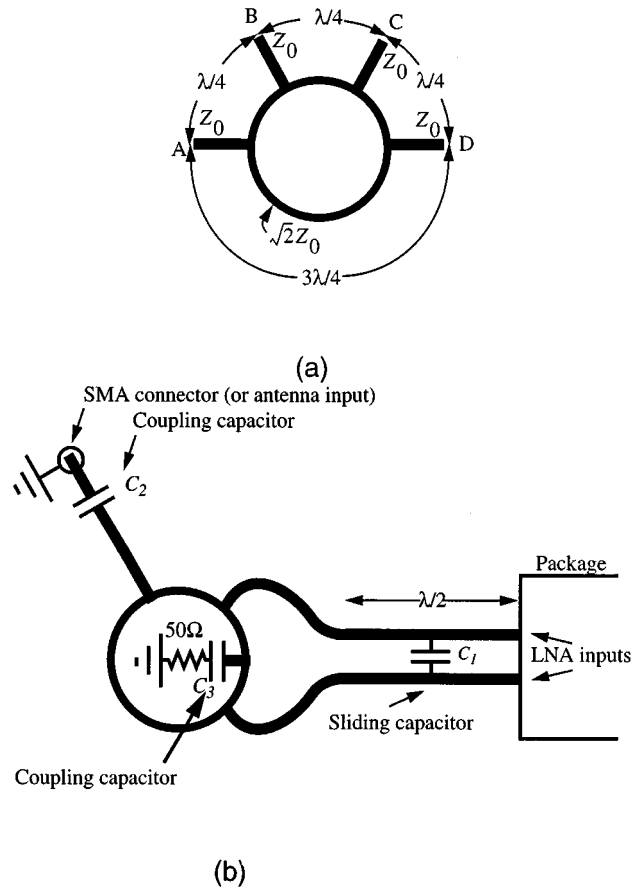 B
λ/4
C
Z0
Z0
λ/4
λ/4
Z0
Z0
A
D
√2Z0
3λ/4
(a)
SMA connector (or antenna input)
Coupling capacitor
C2
Package
λ/2
50Ω
C1
LNA
inputs
C3
Sliding capacitor
Coupling capacitor
(b)